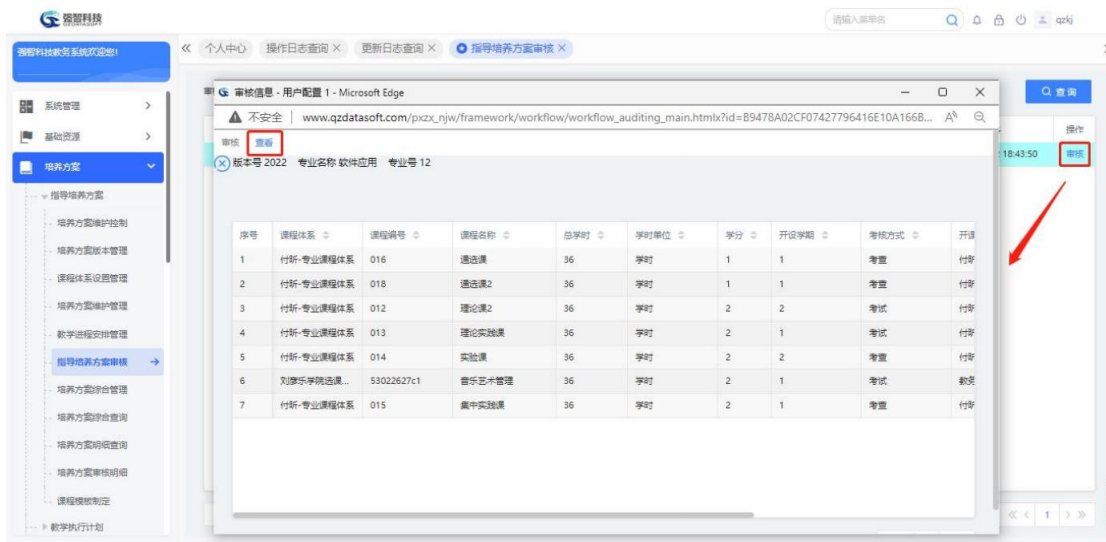 强智科技
QZDATASOFT
请输入菜单名
qzkj
强智科技教务系统欢迎您!
个人中心 操作日志查询 × 更新日志查询 × 指导培养方案审核 ×
系统管理
基础资源
培养方案
指导培养方案
培养方案维护控制
培养方案版本管理
课程体系设置管理
培养方案维护管理
教学进程安排管理
指导培养方案审核
培养方案综合管理
培养方案综合查询
培养方案明细查询
培养方案审核明细
课程模板制定
教学执行计划
查询
操作
18:43:50 审核
审核信息 - 用户配置 1 - Microsoft Edge
不安全 | www.qzdatasoft.com/pxzx_njw/framework/workflow/workflow_auditing_main.htmlx?id=B9478A02CF07427796416E10A166B...
审核 查看
版本号 2022 专业名称 软件应用 专业号 12
序号 课程体系 课程编号 课程名称 总学时 学时单位 学分 开设学期 考核方式 开课
1 付昕-专业课程体系 016 通选课 36 学时 1 1 考查 付昕
2 付昕-专业课程体系 018 通选课2 36 学时 1 1 考查 付昕
3 付昕-专业课程体系 012 理论课2 36 学时 2 2 考试 付昕
4 付昕-专业课程体系 013 理论实践课 36 学时 2 1 考试 付昕
5 付昕-专业课程体系 014 实验课 36 学时 2 2 考查 付昕
6 刘彦乐学院选课... 53022627c1 音乐艺术管理 36 学时 2 1 考试 教务
7 付昕-专业课程体系 015 集中实践课 36 学时 2 1 考查 付昕
1